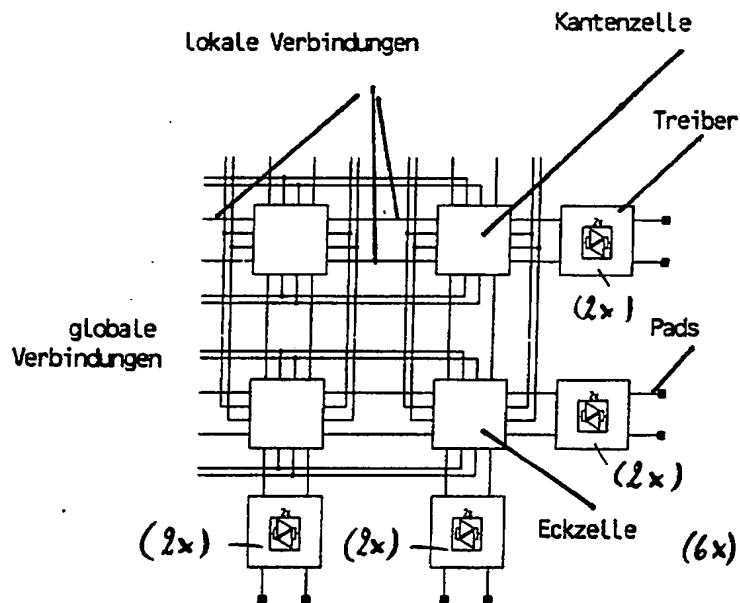 Kantenzelle
lokale Verbindungen
Treiber
(2x)
globale
Verbindungen
Pads
(2x)
Eckzelle
(2x)
(2x)
(6x)